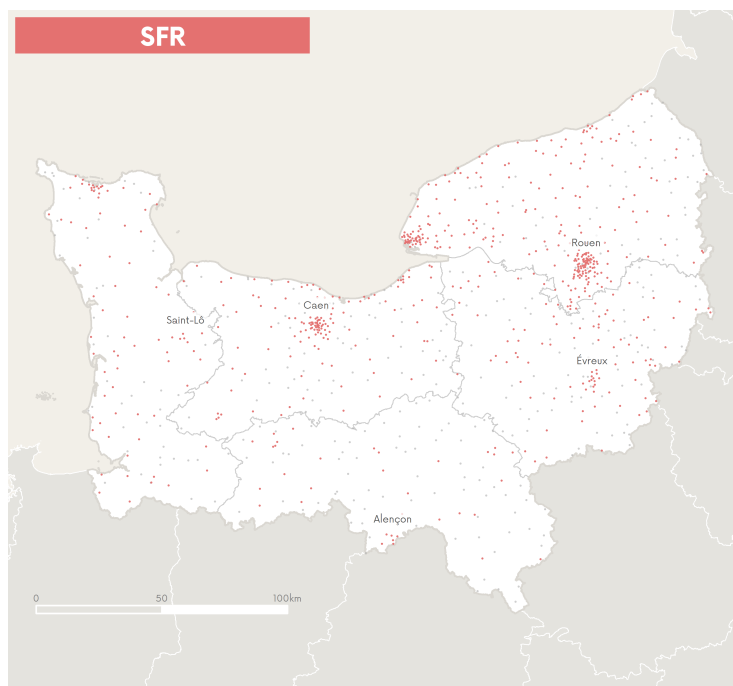 SFR
Rouen
Caen
Saint-Lô
Évreux
Alençon
0 50 100km